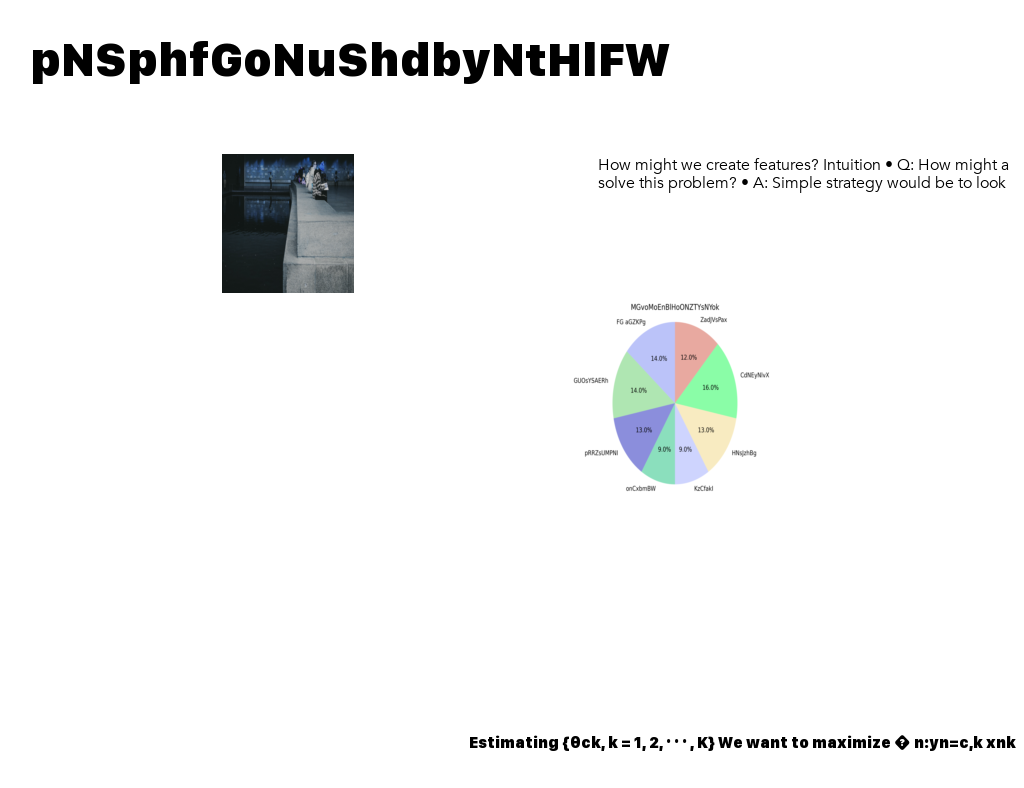 pNSphfGoNuShdbyNtHlFW
How might we create features? Intuition • Q: How might a
solve this problem? • A: Simple strategy would be to look
MGvoMoEnBlHoONZTYsNYok
FG aGZKPg
ZadJVsPax
14.0%
12.0%
CdNEyNlvX
GUOsYSAERh
16.0%
14.0%
13.0%
13.0%
pRRZsUMPNl
HNsJzhBg
9.0%
9.0%
onCxbmBW
KzCfakl
Estimating {θck, k = 1, 2, · · · , K} We want to maximize � n:yn=c,k xnk